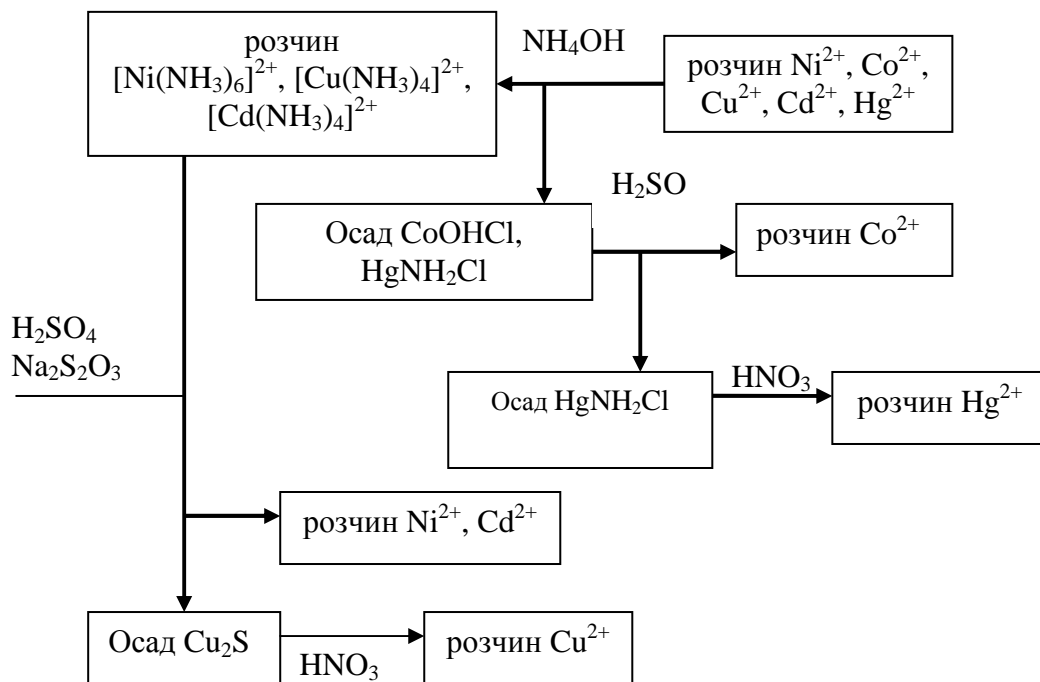 розчин
[Ni(NH₃)₆]²⁺, [Cu(NH₃)₄]²⁺,
[Cd(NH₃)₄]²⁺
NH₄OH
розчин Ni²⁺, Co²⁺,
Cu²⁺, Cd²⁺, Hg²⁺
H₂SO
Осад CoOHCl,
HgNH₂Cl
розчин Co²⁺
H₂SO₄
Na₂S₂O₃
Осад HgNH₂Cl
HNO₃
розчин Hg²⁺
розчин Ni²⁺, Cd²⁺
Осад Cu₂S
HNO₃
розчин Cu²⁺